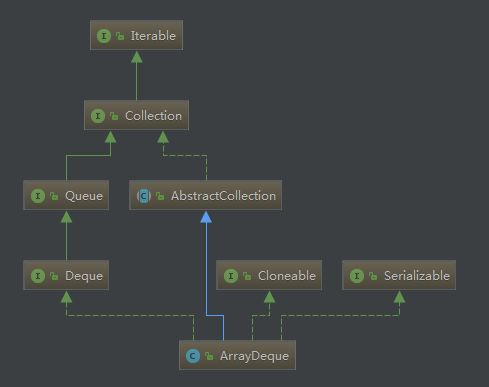 I Iterable
I Collection
I Queue
C AbstractCollection
I Deque
I Cloneable
I Serializable
C ArrayDeque